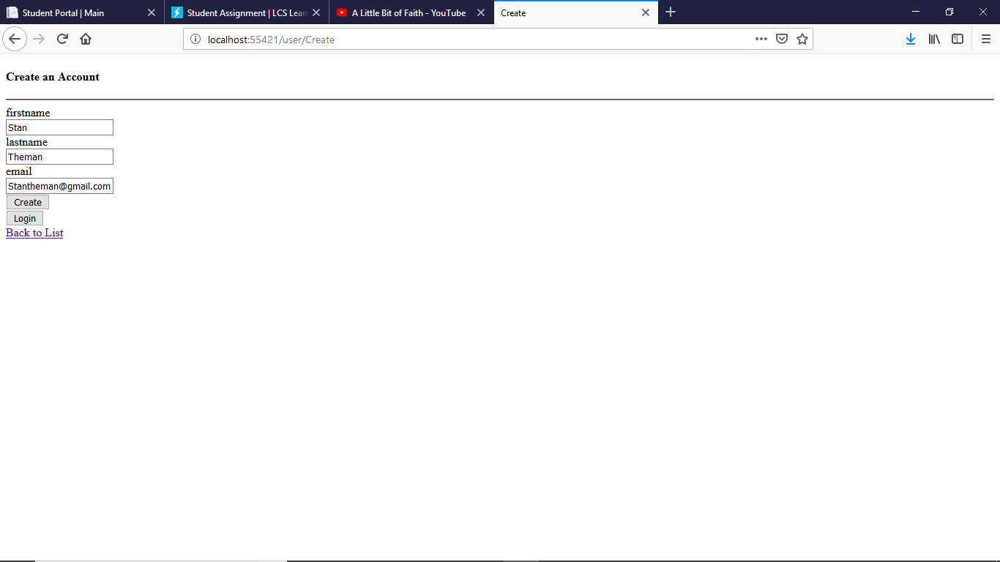 Student Portal | Main
Student Assignment | LCS Lear
A Little Bit of Faith - YouTube
Create
localhost:55421/user/Create
Create an Account
firstname
Stan
lastname
Theman
email
Stantheman@gmail.com
Create
Login
Back to List